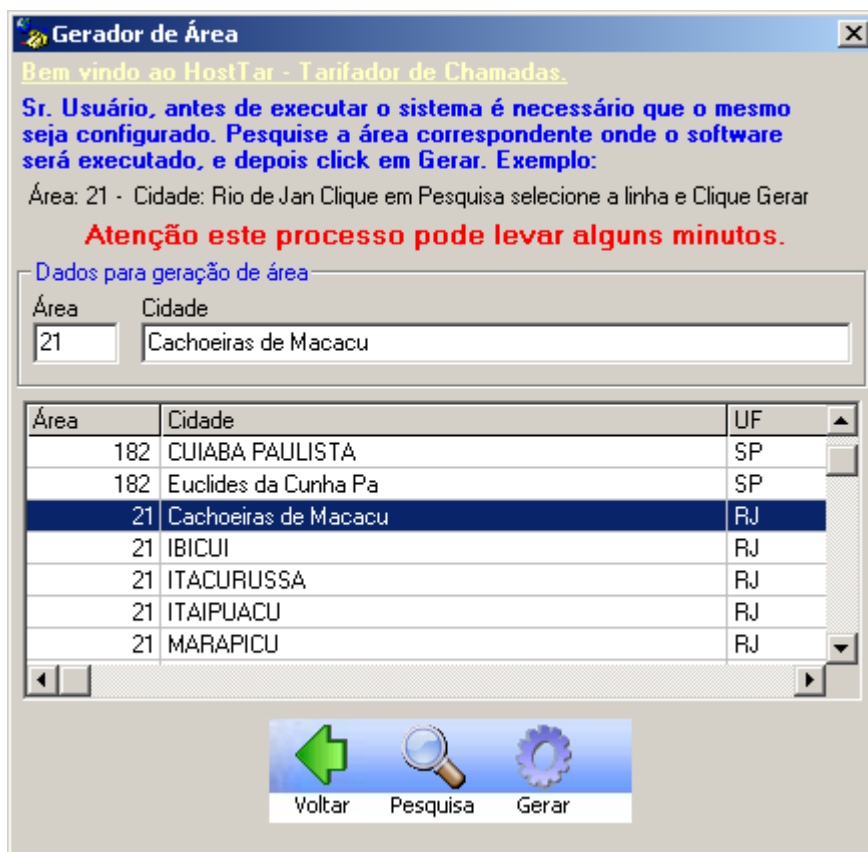 Gerador de Área
Bem vindo ao HostTar - Tarifador de Chamadas.
Sr. Usuário, antes de executar o sistema é necessário que o mesmo
seja configurado. Pesquise a área correspondente onde o software
será executado, e depois click em Gerar. Exemplo:
Área: 21 - Cidade: Rio de Jan Clique em Pesquisa selecione a linha e Clique Gerar
Atenção este processo pode levar alguns minutos.
Dados para geração de área
Área Cidade
21 Cachoeiras de Macacu
Área Cidade UF
182 CUIABA PAULISTA SP
182 Euclides da Cunha Pa SP
21 Cachoeiras de Macacu RJ
21 IBICUI RJ
21 ITACURUSSA RJ
21 ITAIPUACU RJ
21 MARAPICU RJ
Voltar Pesquisa Gerar